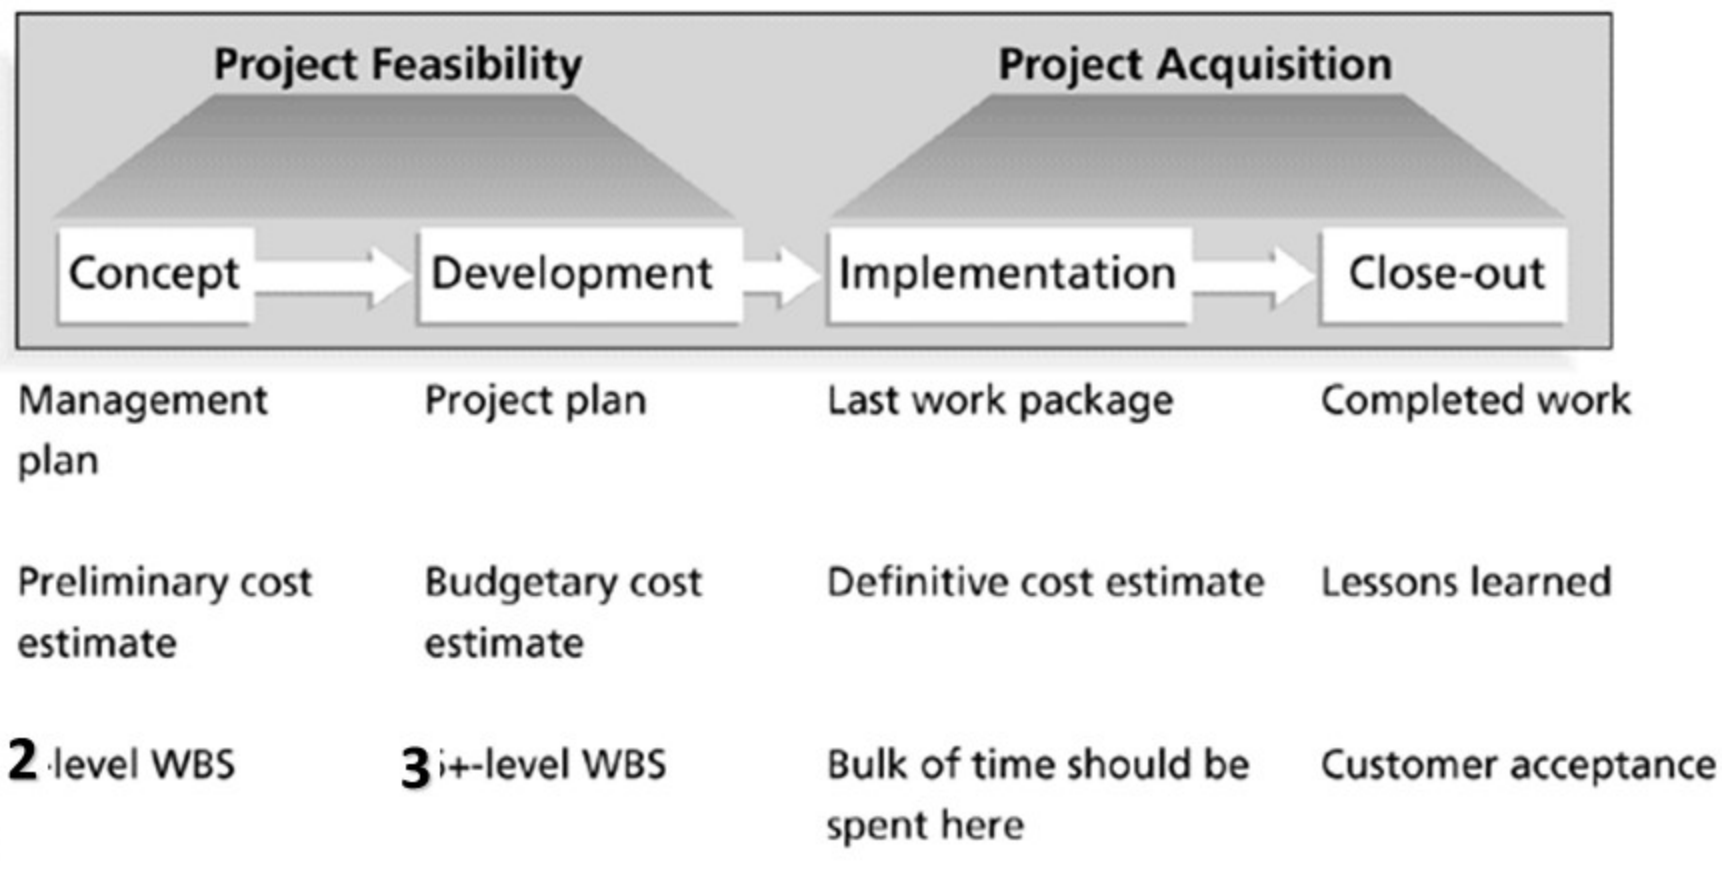 Project Feasibility
Project Acquisition
Concept
Development
Implementation
Close-out
Management
plan
Project plan
Last work package
Completed work
Preliminary cost
estimate
Budgetary cost
estimate
Definitive cost estimate
Lessons learned
2-level WBS
3+-level WBS
Bulk of time should be
spent here
Customer acceptance